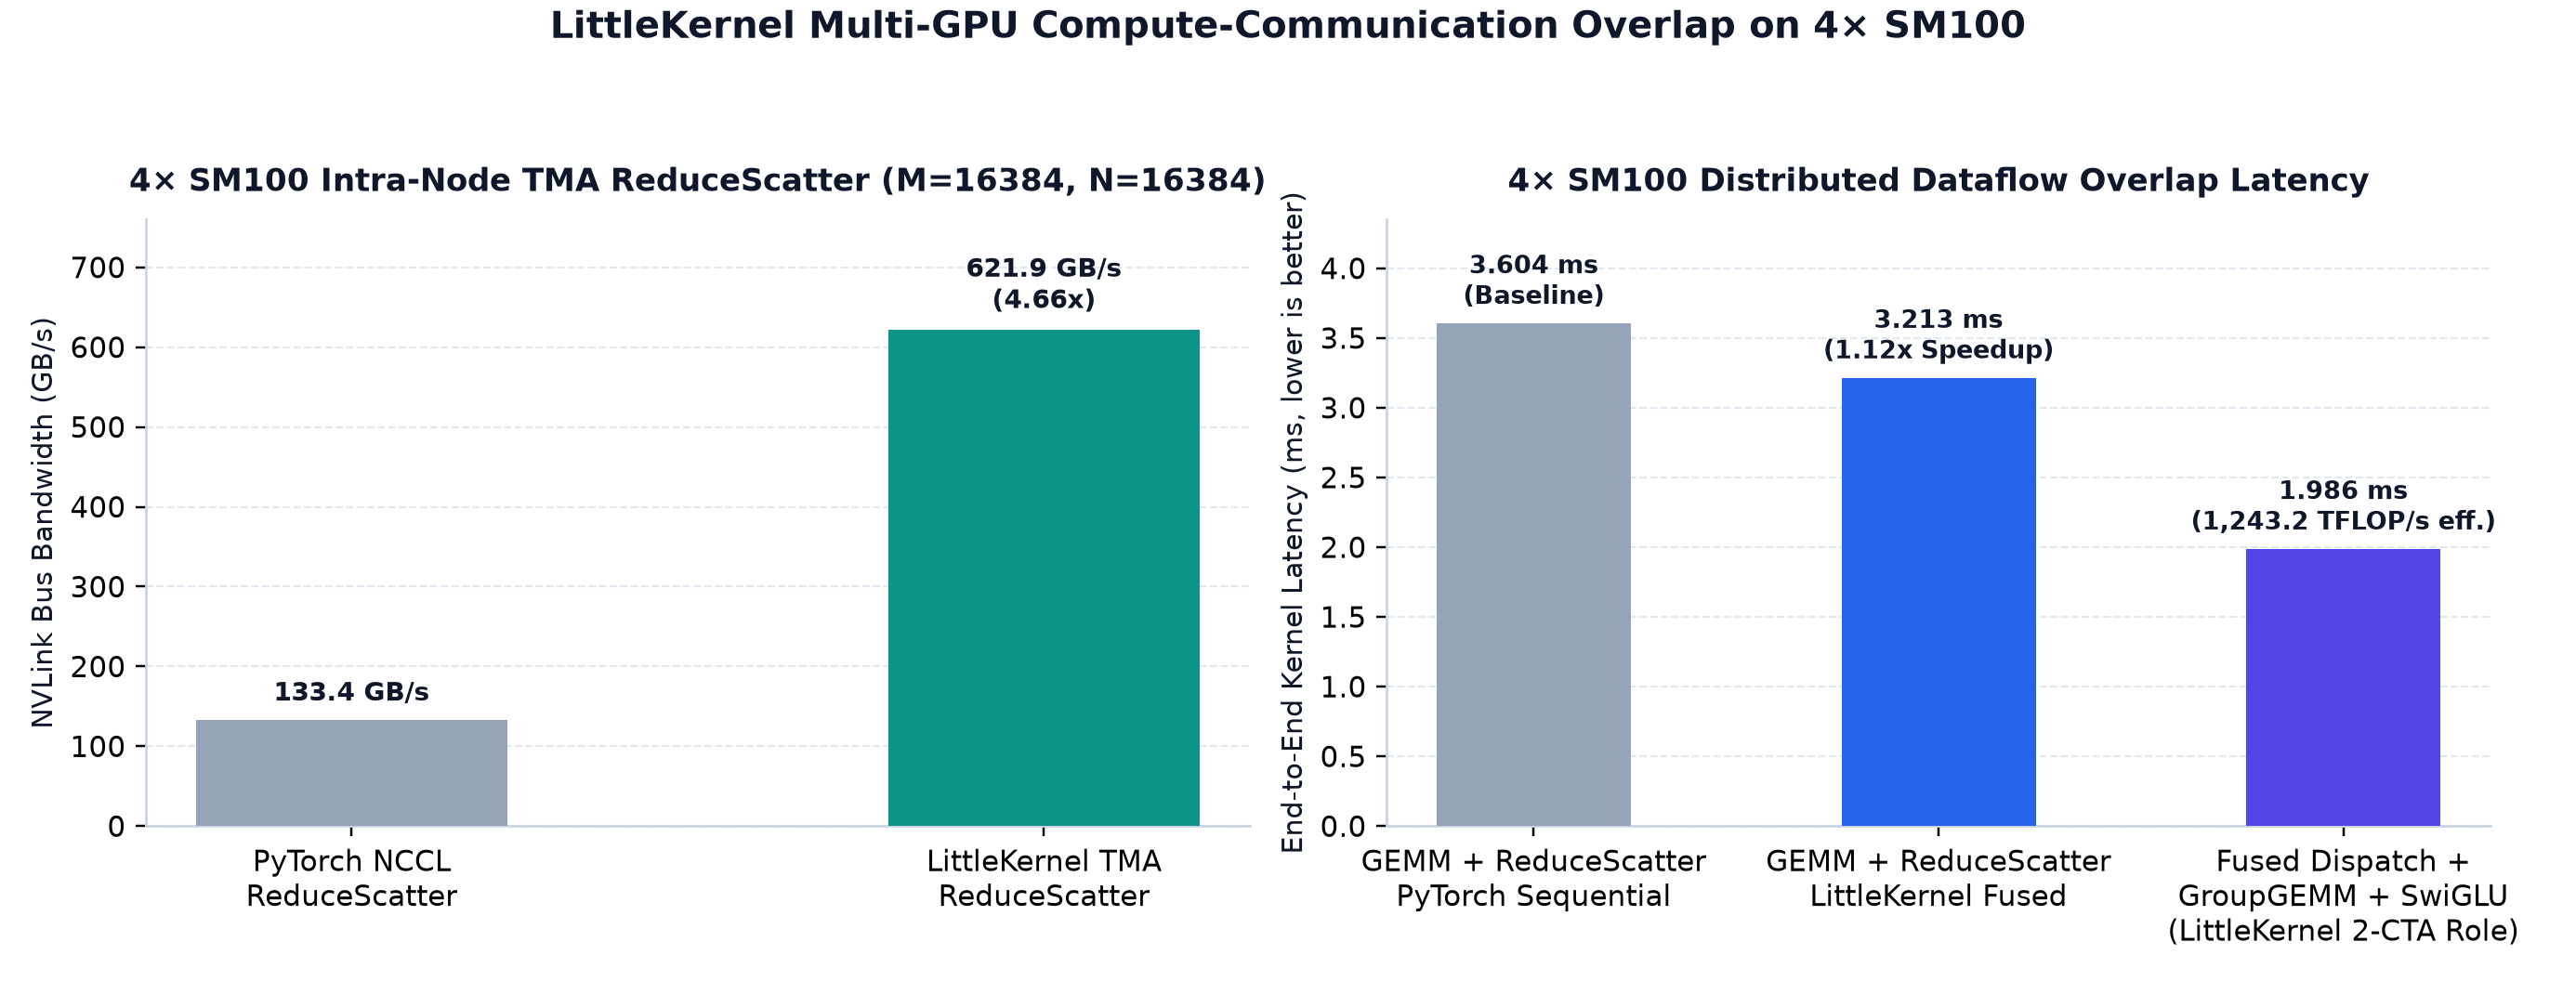 LittleKernel Multi-GPU Compute-Communication Overlap on 4× SM100
4× SM100 Intra-Node TMA ReduceScatter (M=16384, N=16384)
NVLink Bus Bandwidth (GB/s)
700
600
500
400
300
200
100
0
133.4 GB/s
621.9 GB/s
(4.66x)
PyTorch NCCL
ReduceScatter
LittleKernel TMA
ReduceScatter
4× SM100 Distributed Dataflow Overlap Latency
End-to-End Kernel Latency (ms, lower is better)
4.0
3.5
3.0
2.5
2.0
1.5
1.0
0.5
0.0
3.604 ms
(Baseline)
3.213 ms
(1.12x Speedup)
1.986 ms
(1,243.2 TFLOP/s eff.)
GEMM + ReduceScatter
PyTorch Sequential
GEMM + ReduceScatter
LittleKernel Fused
Fused Dispatch +
GroupGEMM + SwiGLU
(LittleKernel 2-CTA Role)